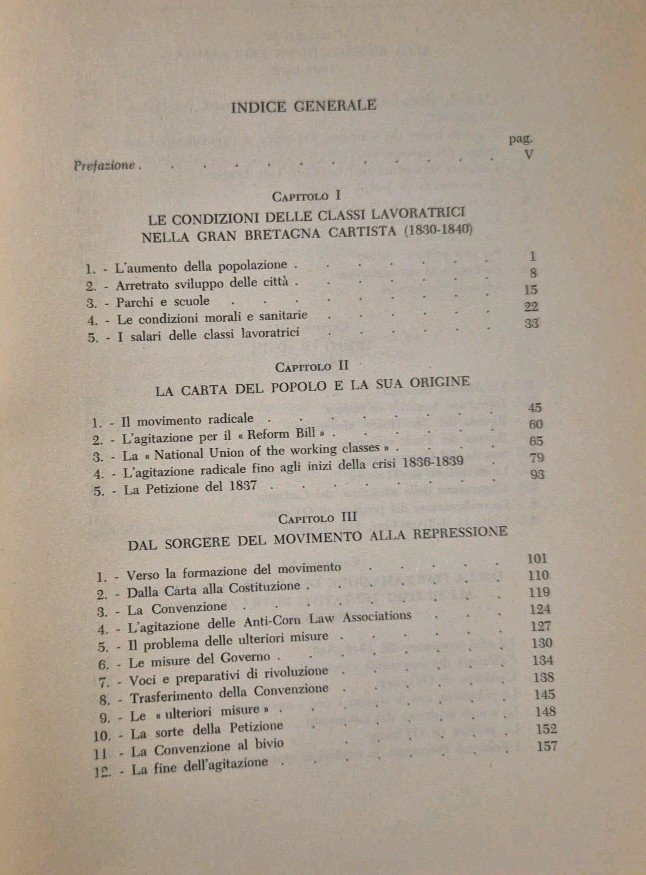 INDICE GENERALE
pag.
Prefazione . . . . . . . . . . . . V
CAPITOLO I
LE CONDIZIONI DELLE CLASSI LAVORATRICI
NELLA GRAN BRETAGNA CARTISTA (1830-1840)
1. - L'aumento della popolazione . . . . . . . 1
2. - Arretrato sviluppo delle città . . . . . . . 8
3. - Parchi e scuole . . . . . . . . . 15
4. - Le condizioni morali e sanitarie . . . . . . 22
5. - I salari delle classi lavoratrici . . . . . . 33
CAPITOLO II
LA CARTA DEL POPOLO E LA SUA ORIGINE
1. - Il movimento radicale . . . . . . . . 45
2. - L'agitazione per il « Reform Bill » . . . . . . 60
3. - La « National Union of the working classes » . . . . 65
4. - L'agitazione radicale fino agli inizi della crisi 1836-1839 . 79
5. - La Petizione del 1837 . . . . . . . . 93
CAPITOLO III
DAL SORGERE DEL MOVIMENTO ALLA REPRESSIONE
1. - Verso la formazione del movimento . . . . . 101
2. - Dalla Carta alla Costituzione . . . . . . . 110
3. - La Convenzione . . . . . . . . . 119
4. - L'agitazione delle Anti-Corn Law Associations . . . 124
5. - Il problema delle ulteriori misure . . . . . . 127
6. - Le misure del Governo . . . . . . . . 130
7. - Voci e preparativi di rivoluzione . . . . . . 134
8. - Trasferimento della Convenzione . . . . . . 138
9. - Le « ulteriori misure » . . . . . . . . 145
10. - La sorte della Petizione . . . . . . . 148
11. - La Convenzione al bivio . . . . . . . 152
12. - La fine dell'agitazione . . . . . . . . 157